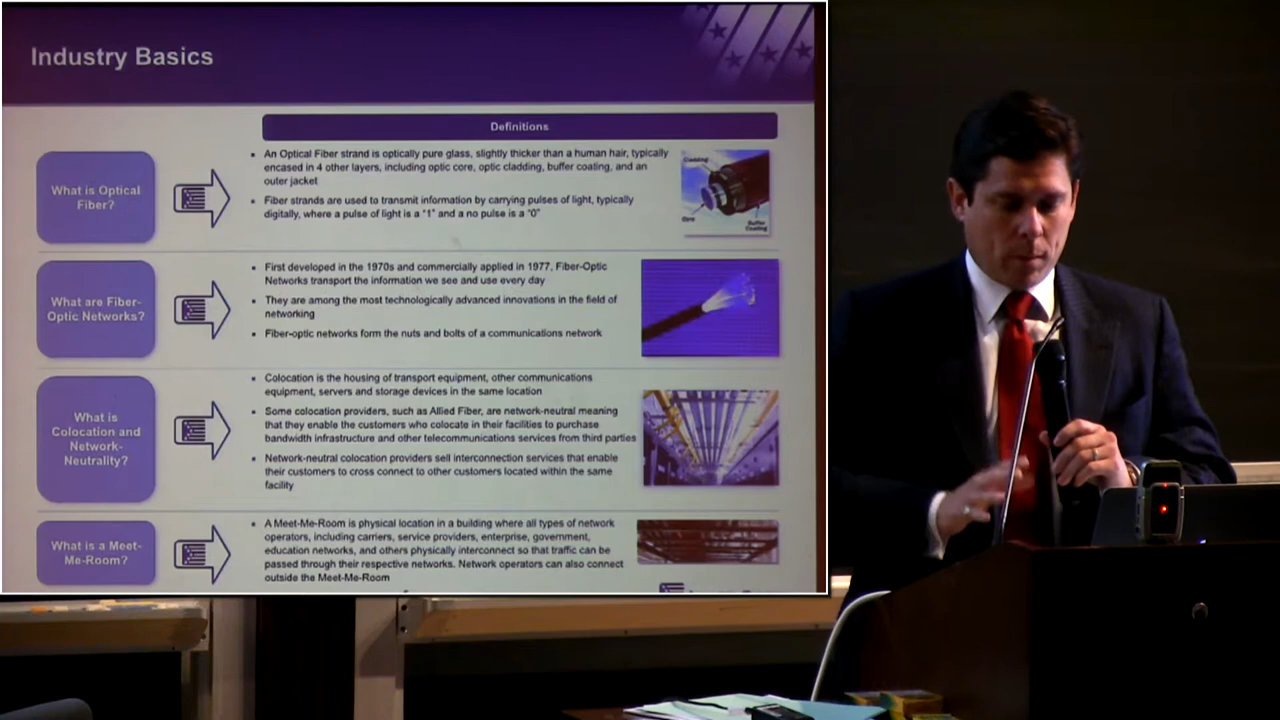 Industry Basics
Definitions
What is Optical
Fiber?
An Optical Fiber strand is optically pure glass, slightly thicker than a human hair, typically
encased in 4 other layers, including optic core, optic cladding, buffer coating, and an
outer jacket
Fiber strands are used to transmit information by carrying pulses of light, typically
digitally, where a pulse of light is a "1" and a no pulse is a "0"
Cladding
Core
Buffer
Coating
What are Fiber-
Optic Networks?
First developed in the 1970s and commercially applied in 1977, Fiber-Optic
Networks transport the information we see and use every day
They are among the most technologically advanced innovations in the field of
networking
Fiber-optic networks form the nuts and bolts of a communications network
What is
Colocation and
Network-
Neutrality?
Colocation is the housing of transport equipment, other communications
equipment, servers and storage devices in the same location
Some colocation providers, such as Allied Fiber, are network-neutral meaning
that they enable the customers who colocate in their facilities to purchase
bandwidth infrastructure and other telecommunications services from third parties
Network-neutral colocation providers sell interconnection services that enable
their customers to cross connect to other customers located within the same
facility
What is a Meet-
Me-Room?
A Meet-Me-Room is physical location in a building where all types of network
operators, including carriers, service providers, enterprise, government,
education networks, and others physically interconnect so that traffic can be
passed through their respective networks. Network operators can also connect
outside the Meet-Me-Room